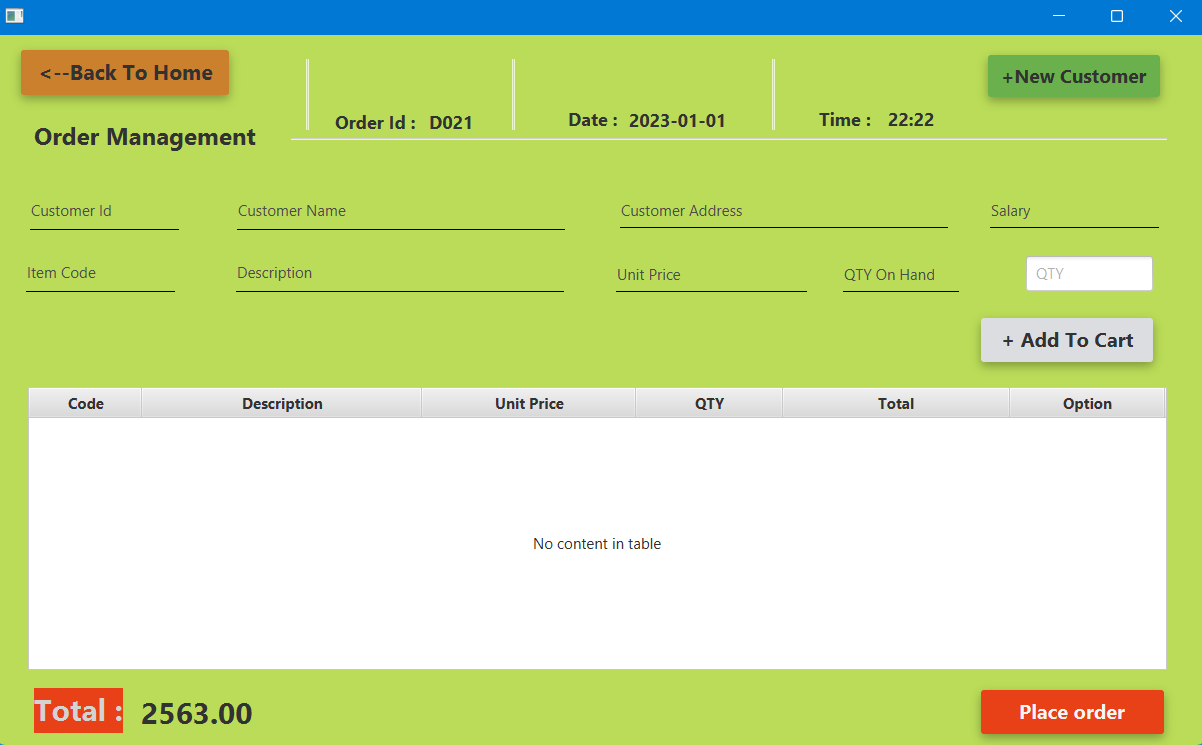 <--Back To Home
+New Customer
Order Id : D021
Date : 2023-01-01
Time : 22:22
Order Management
Customer Id
Customer Name
Customer Address
Salary
Item Code
Description
Unit Price
QTY On Hand
QTY
+ Add To Cart
Code Description Unit Price QTY Total Option
No content in table
Total : 2563.00
Place order